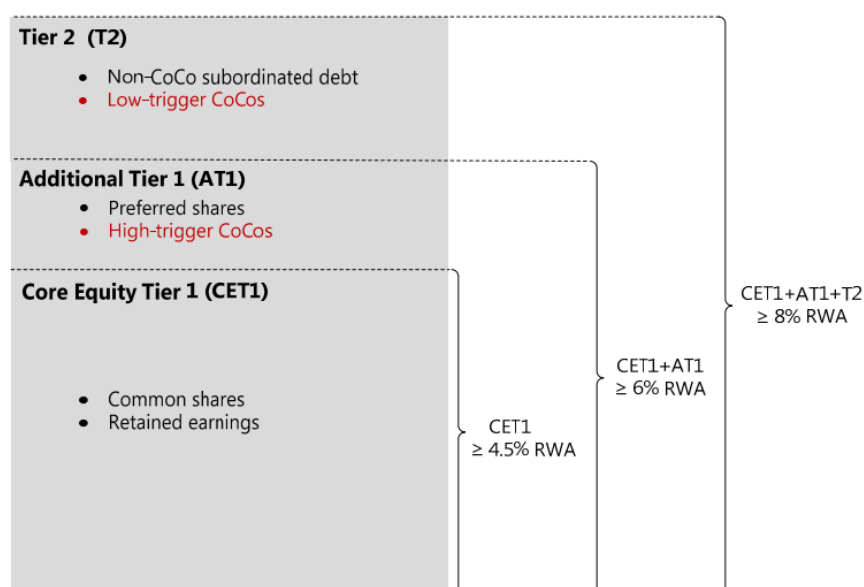 Tier 2 (T2)
• Non-CoCo subordinated debt
• Low-trigger CoCos
Additional Tier 1 (AT1)
• Preferred shares
• High-trigger CoCos
Core Equity Tier 1 (CET1)
• Common shares
• Retained earnings
CET1
≥ 4.5% RWA
CET1+AT1
≥ 6% RWA
CET1+AT1+T2
≥ 8% RWA